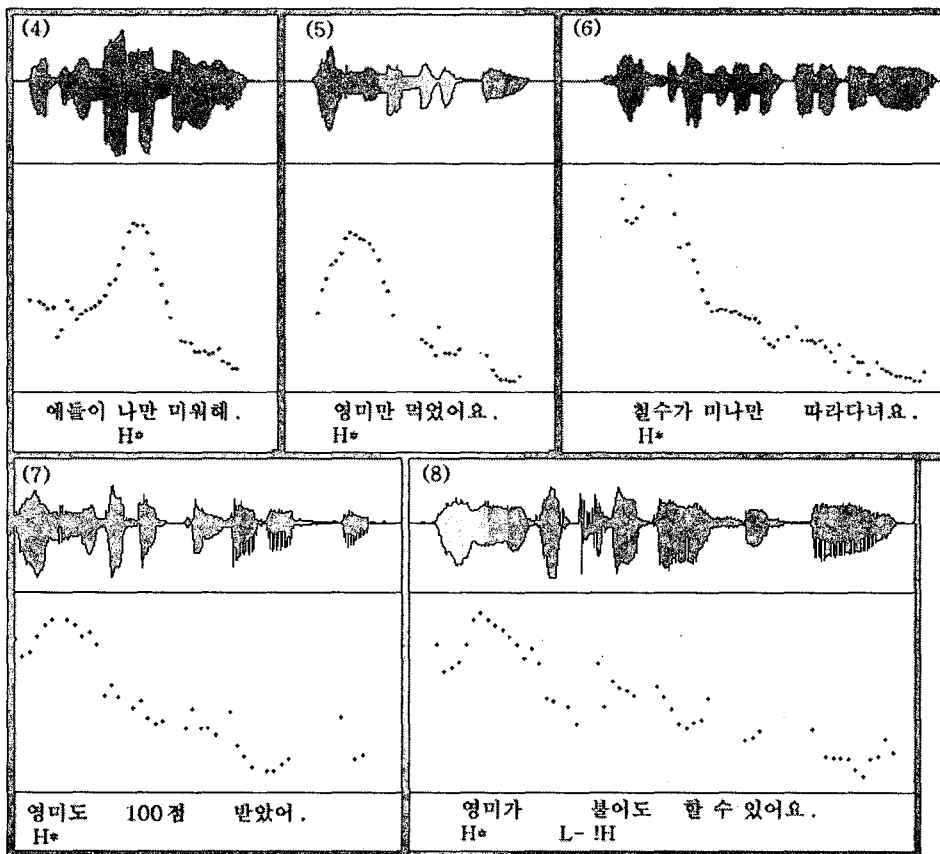 (4)
애들이 나만 미워해.
H*
(5)
영미만 먹었어요.
H*
(6)
철수가 미나만 따라다녀요.
H*
(7)
영미도 100점 받았어.
H*
(8)
영미가 불어도 할 수 있어요.
H* L- !H